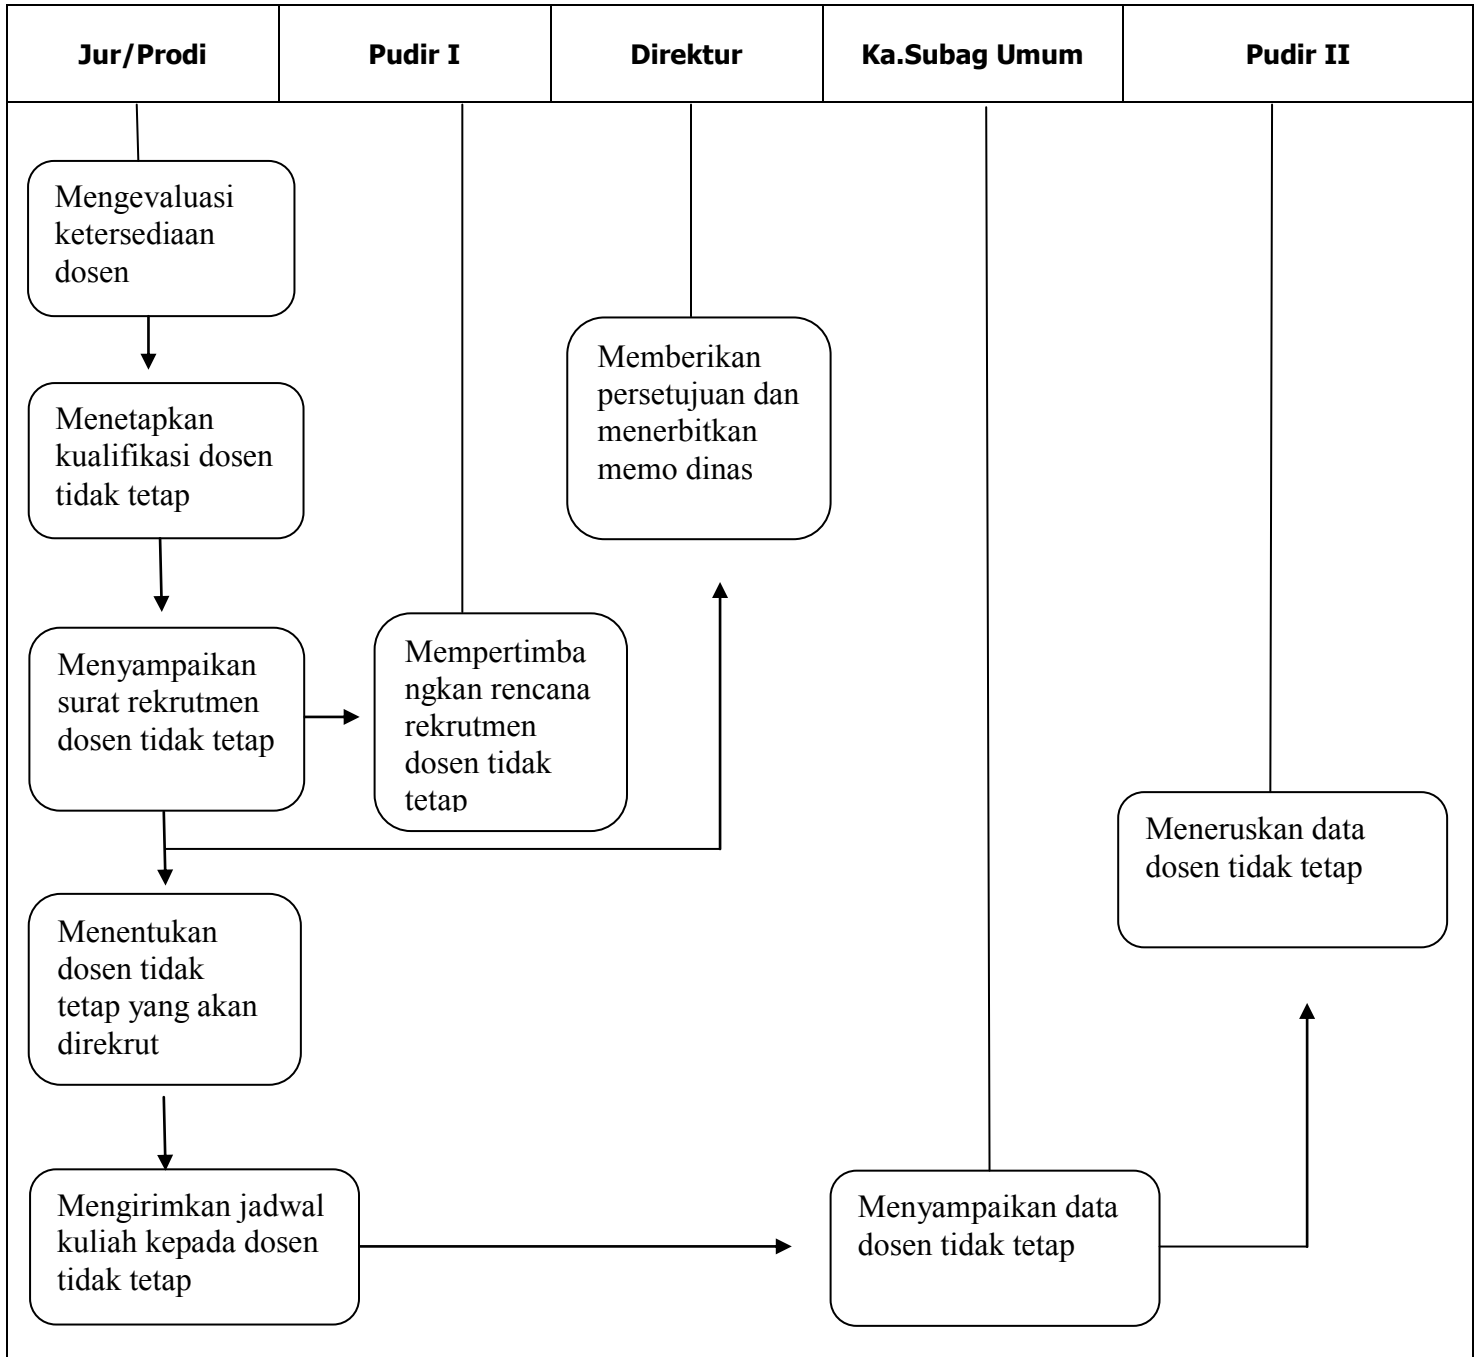 Jur/Prodi
Pudir I
Direktur
Ka.Subag Umum
Pudir II
Mengevaluasi
ketersediaan
dosen
Menetapkan
kualifikasi dosen
tidak tetap
Menyampaikan
surat rekrutmen
dosen tidak tetap
Mempertimba
ngkan rencana
rekrutmen
dosen tidak
tetap
Memberikan
persetujuan dan
menerbitkan
memo dinas
Menentukan
dosen tidak
tetap yang akan
direkrut
Mengirimkan jadwal
kuliah kepada dosen
tidak tetap
Menyampaikan data
dosen tidak tetap
Meneruskan data
dosen tidak tetap